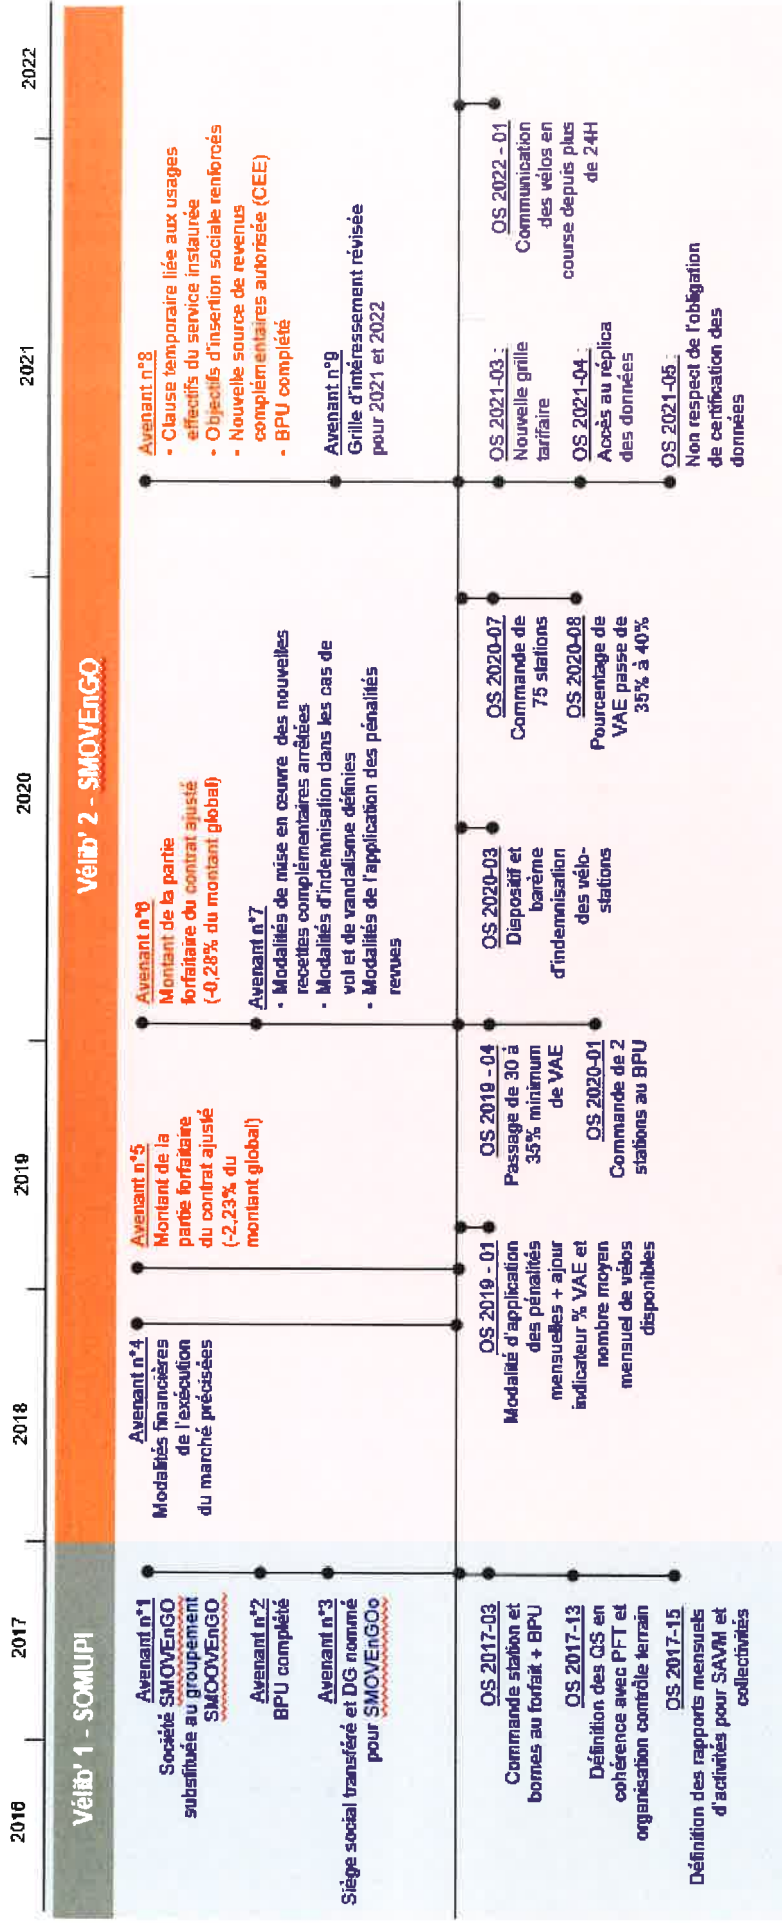 2016
2017
2018
2019
2020
2021
2022
Vélib' 1 - SOMUPI
Vélib' 2 - SMOVEnGO
Avenant n°1
Société SMOVEnGO
substituée au groupement
SMOOVEnGO
Avenant n°2
BPU complété
Avenant n°3
Siège social transféré et DG nommé
pour SMOVEnGOo
Avenant n°4
Modalités financières
de l'exécution
du marché précisées
Avenant n°5
Montant de la
partie forfaitaire
du contrat ajusté
(-2,23% du
montant global)
Avenant n°6
Montant de la partie
forfaitaire du contrat ajusté
(-0,28% du montant global)
Avenant n°7
• Modalités de mise en œuvre des nouvelles
recettes complémentaires arrêtées
• Modalités d'indemnisation dans les cas de
vol et de vandalisme définies
• Modalités de l'application des pénalités
revues
Avenant n°8
• Clause temporaire liée aux usages
effectifs du service instaurée
• Objectifs d'insertion sociale renforcés
• Nouvelle source de revenus
complémentaires autorisée (CEE)
• BPU complété
Avenant n°9
Grille d'intéressement révisée
pour 2021 et 2022
OS 2017-03
Commande station et
bornes au forfait + BPU
OS 2017-13
Définition des QS en
cohérence avec PFT et
organisation contrôle terrain
OS 2017-15
Définition des rapports mensuels
d'activités pour SAVM et
collectivités
OS 2019 - 01
Modalité d'application
des pénalités
mensuelles + ajour
indicateur % VAE et
nombre moyen
mensuel de vélos
disponibles
OS 2019 - 04
Passage de 30 à
35% minimum
de VAE
OS 2020-01
Commande de 2
stations au BPU
OS 2020-03
Dispositif et
barème
d'indemnisation
des vélo-
stations
OS 2020-07
Commande de
75 stations
OS 2020-08
Pourcentage de
VAE passe de
35% à 40%
OS 2021-03 :
Nouvelle grille
tarifaire
OS 2021-04 :
Accès au réplica
des données
OS 2021-05 :
Non respect de l'obligation
de certification des
données
OS 2022 - 01
Communication
des vélos en
course depuis plus
de 24H